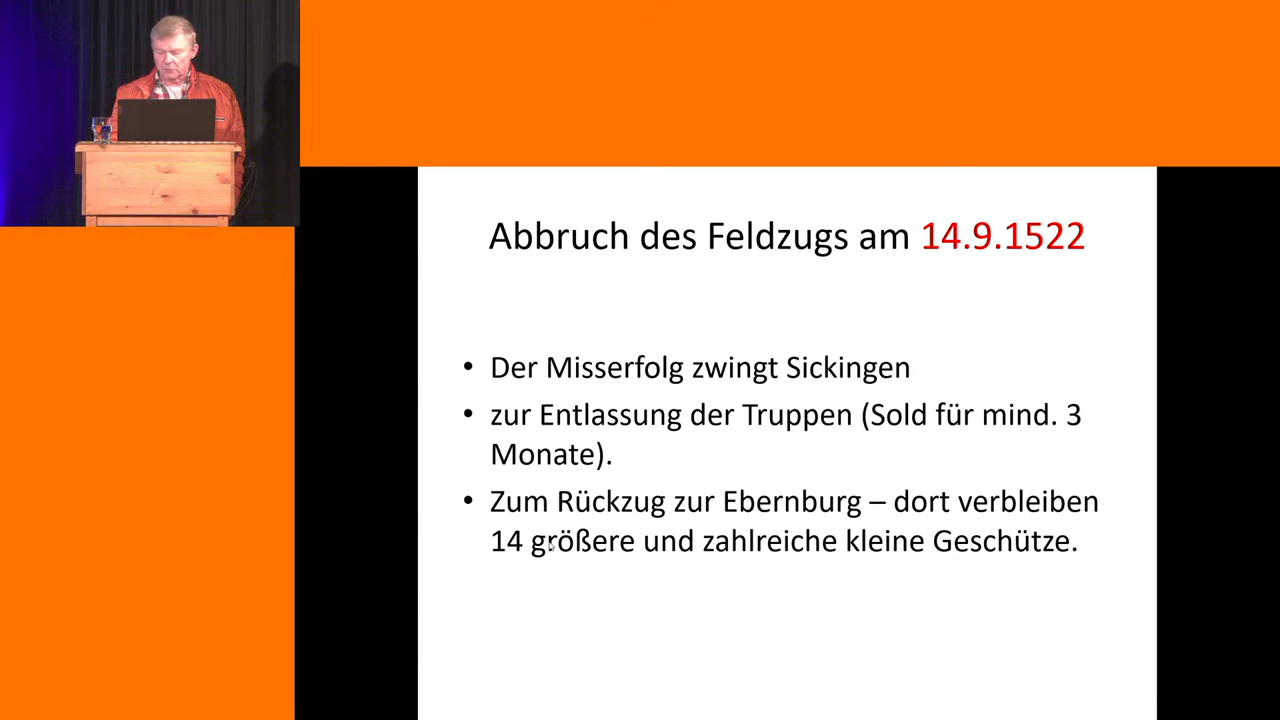 Abbruch des Feldzugs am 14.9.1522
• Der Misserfolg zwingt Sickingen
• zur Entlassung der Truppen (Sold für mind. 3
Monate).
• Zum Rückzug zur Ebernburg – dort verbleiben
14 größere und zahlreiche kleine Geschütze.